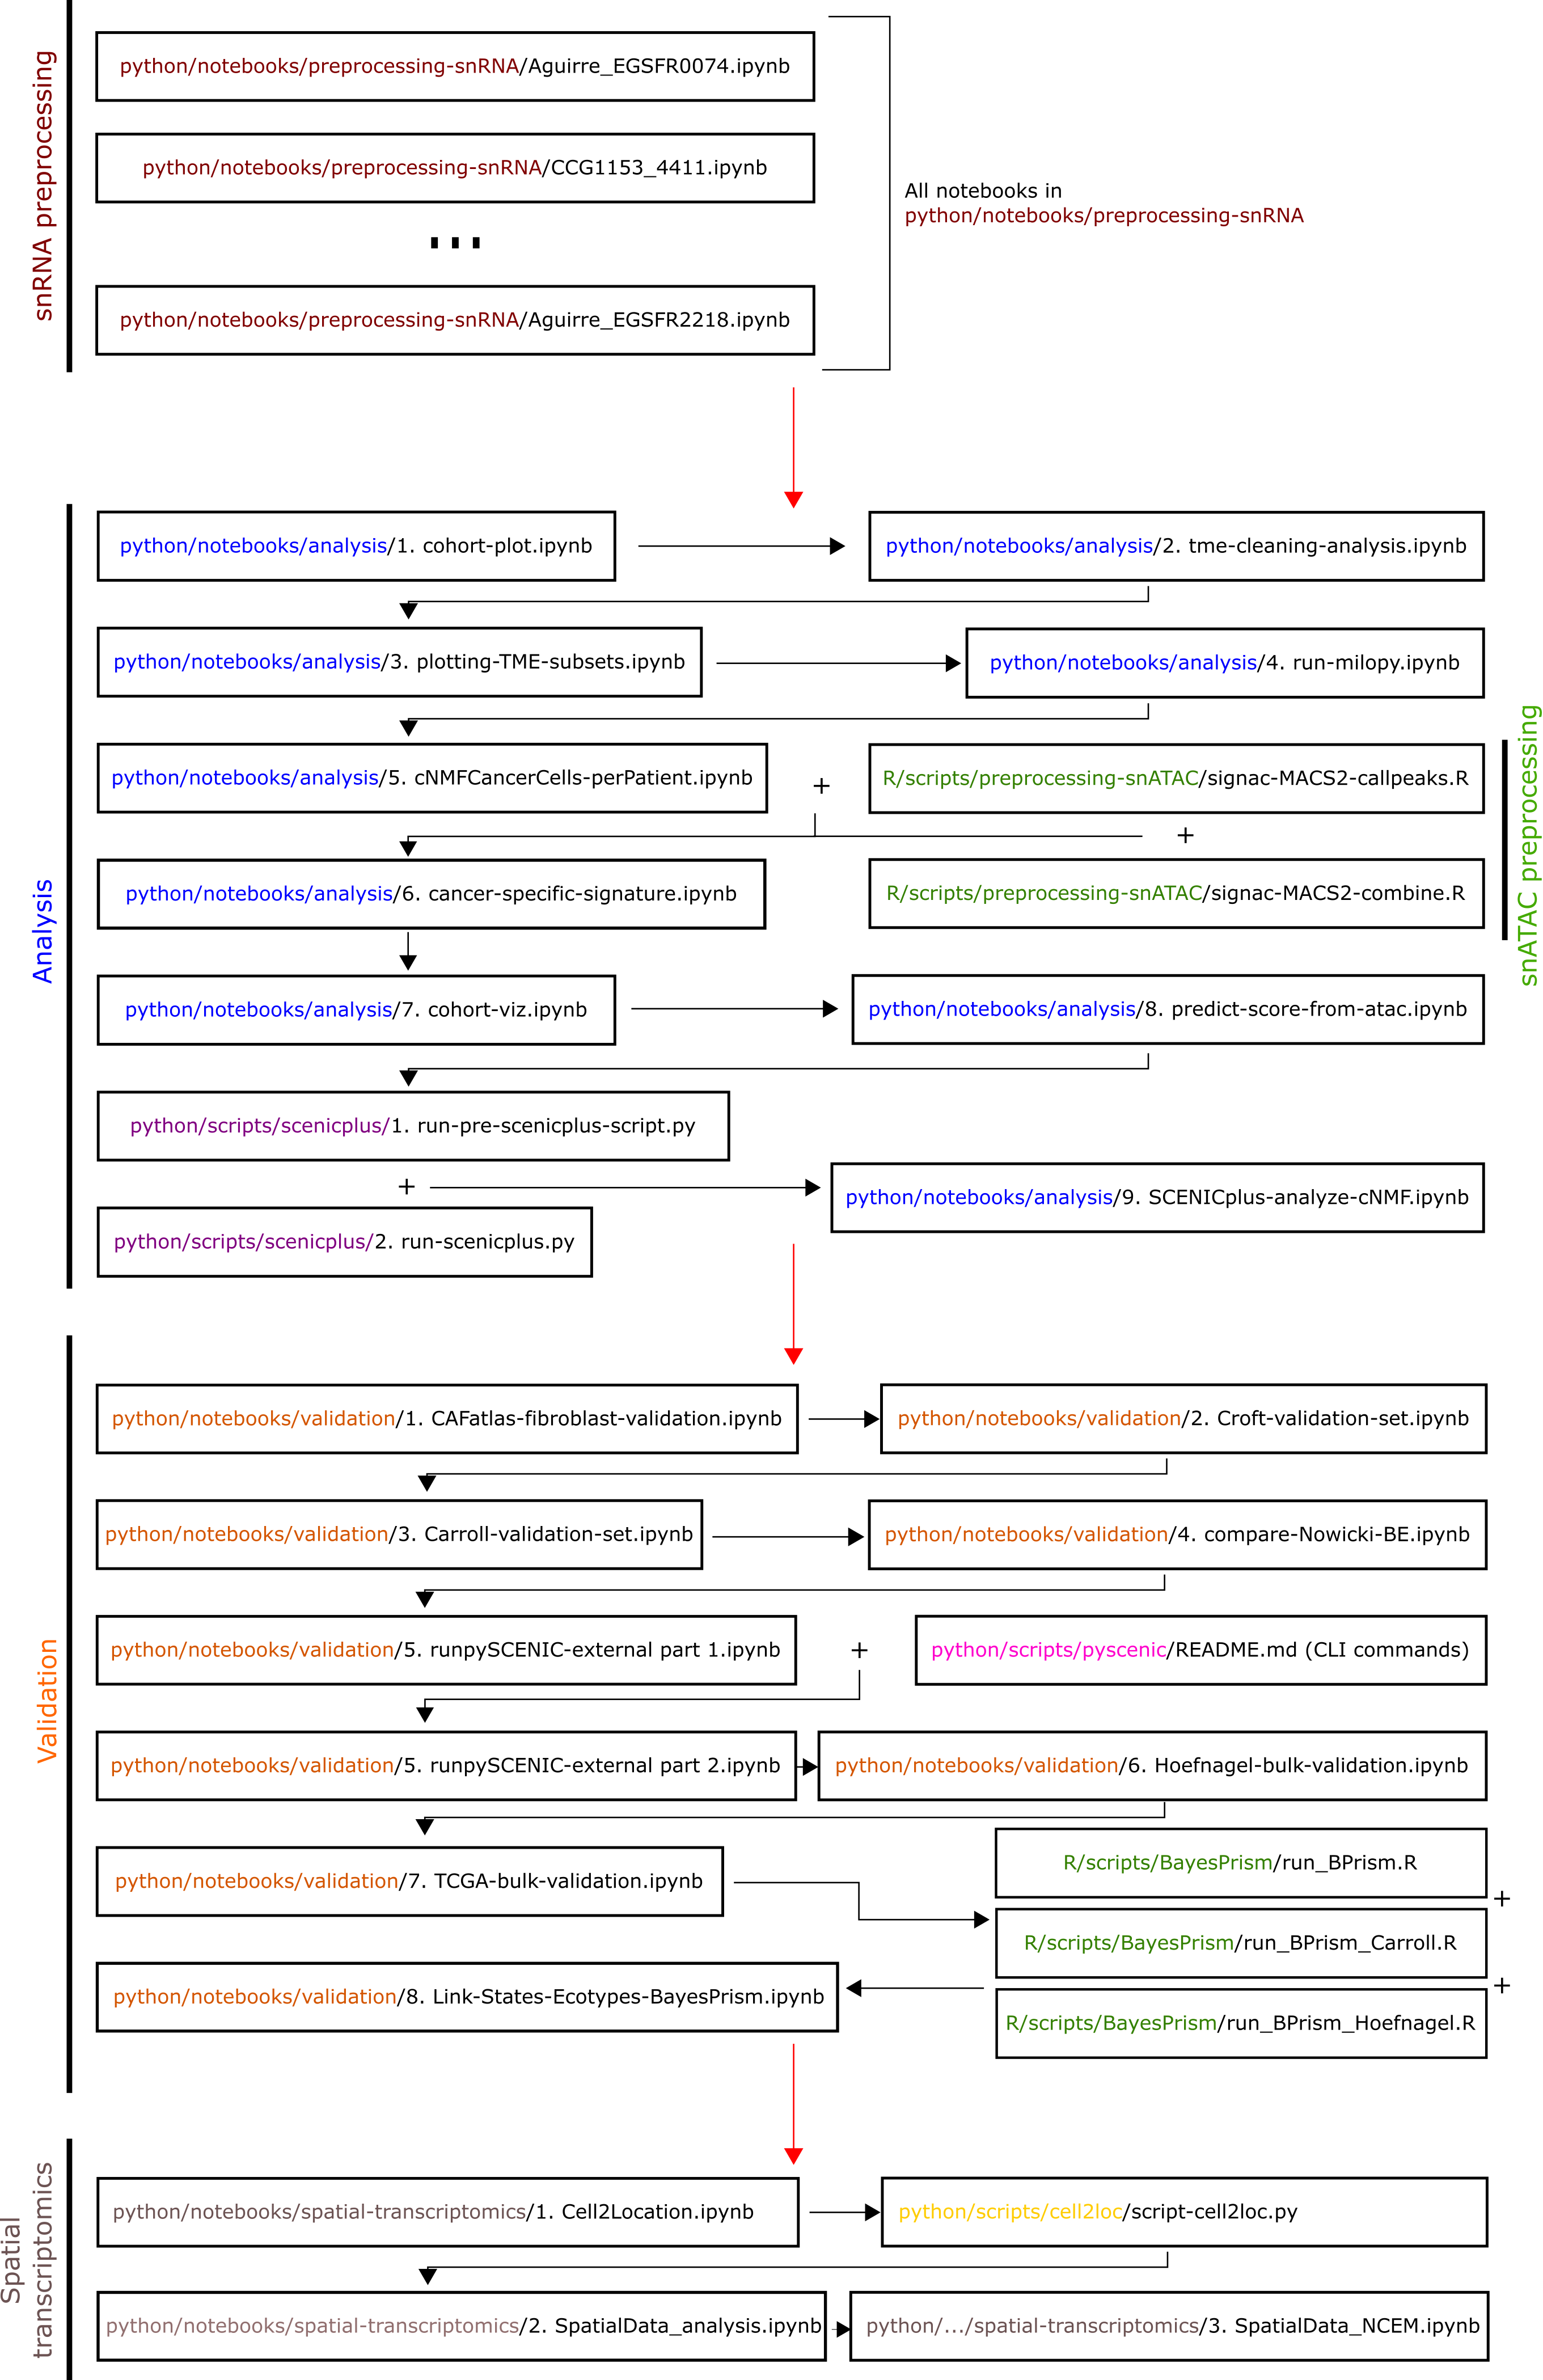 snRNA preprocessing
python/notebooks/preprocessing-snRNA/Aguirre_EGSFR0074.ipynb
python/notebooks/preprocessing-snRNA/CCG1153_4411.ipynb
...
python/notebooks/preprocessing-snRNA/Aguirre_EGSFR2218.ipynb
All notebooks in
python/notebooks/preprocessing-snRNA
Analysis
python/notebooks/analysis/1. cohort-plot.ipynb
python/notebooks/analysis/2. tme-cleaning-analysis.ipynb
python/notebooks/analysis/3. plotting-TME-subsets.ipynb
python/notebooks/analysis/4. run-milopy.ipynb
python/notebooks/analysis/5. cNMFCancerCells-perPatient.ipynb
+
R/scripts/preprocessing-snATAC/signac-MACS2-callpeaks.R
+
R/scripts/preprocessing-snATAC/signac-MACS2-combine.R
snATAC preprocessing
python/notebooks/analysis/6. cancer-specific-signature.ipynb
python/notebooks/analysis/7. cohort-viz.ipynb
python/notebooks/analysis/8. predict-score-from-atac.ipynb
python/scripts/scenicplus/1. run-pre-scenicplus-script.py
+
python/scripts/scenicplus/2. run-scenicplus.py
python/notebooks/analysis/9. SCENICplus-analyze-cNMF.ipynb
Validation
python/notebooks/validation/1. CAFatlas-fibroblast-validation.ipynb
python/notebooks/validation/2. Croft-validation-set.ipynb
python/notebooks/validation/3. Carroll-validation-set.ipynb
python/notebooks/validation/4. compare-Nowicki-BE.ipynb
python/notebooks/validation/5. runpySCENIC-external part 1.ipynb
+
python/scripts/pyscenic/README.md (CLI commands)
python/notebooks/validation/5. runpySCENIC-external part 2.ipynb
python/notebooks/validation/6. Hoefnagel-bulk-validation.ipynb
python/notebooks/validation/7. TCGA-bulk-validation.ipynb
R/scripts/BayesPrism/run_BPrism.R
+
R/scripts/BayesPrism/run_BPrism_Carroll.R
+
R/scripts/BayesPrism/run_BPrism_Hoefnagel.R
python/notebooks/validation/8. Link-States-Ecotypes-BayesPrism.ipynb
Spatial
transcriptomics
python/notebooks/spatial-transcriptomics/1. Cell2Location.ipynb
python/scripts/cell2loc/script-cell2loc.py
python/notebooks/spatial-transcriptomics/2. SpatialData_analysis.ipynb
python/.../spatial-transcriptomics/3. SpatialData_NCEM.ipynb